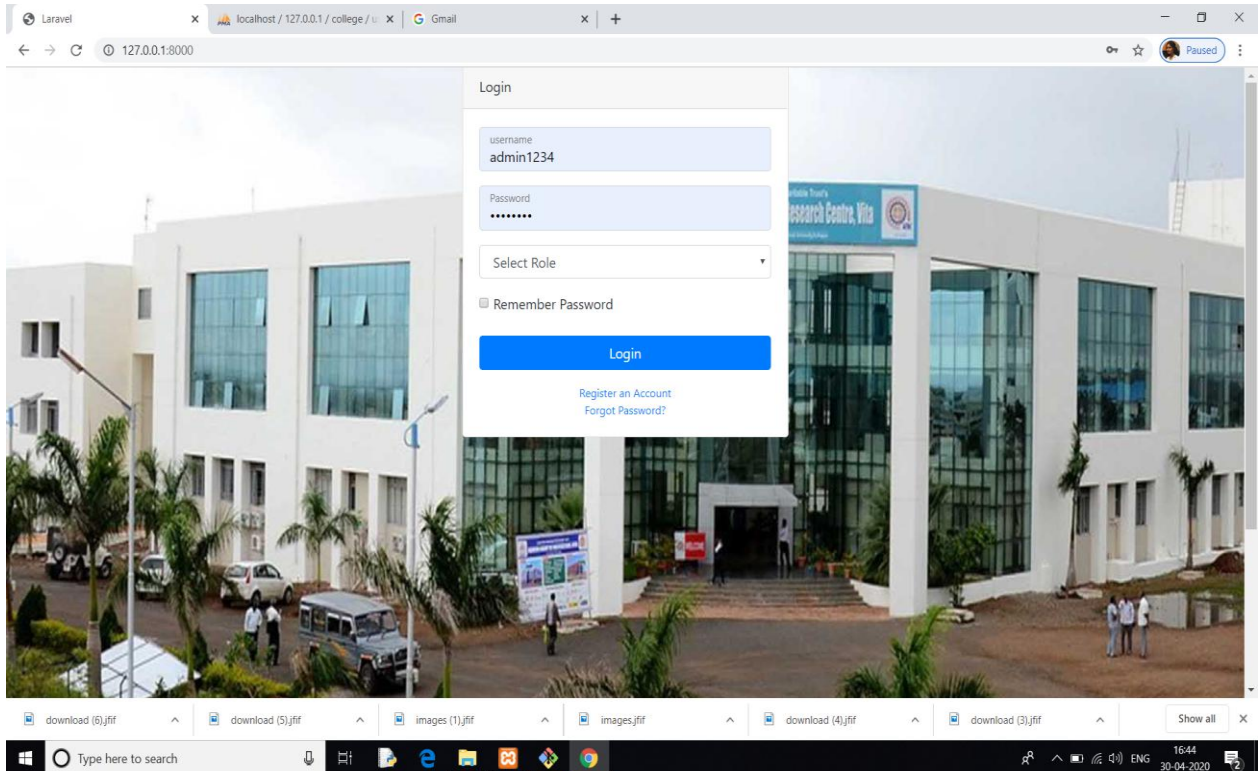 Laravel
localhost / 127.0.0.1 / college / u
Gmail
127.0.0.1:8000
Paused
Login
username
admin1234
Password
Select Role
Remember Password
Login
Register an Account
Forgot Password?
Research Centre, Vita
WELCOME
download (6).jfif
download (5).jfif
images (1).jfif
images.jfif
download (4).jfif
download (3).jfif
Show all
Type here to search
ENG
16:44
30-04-2020
2